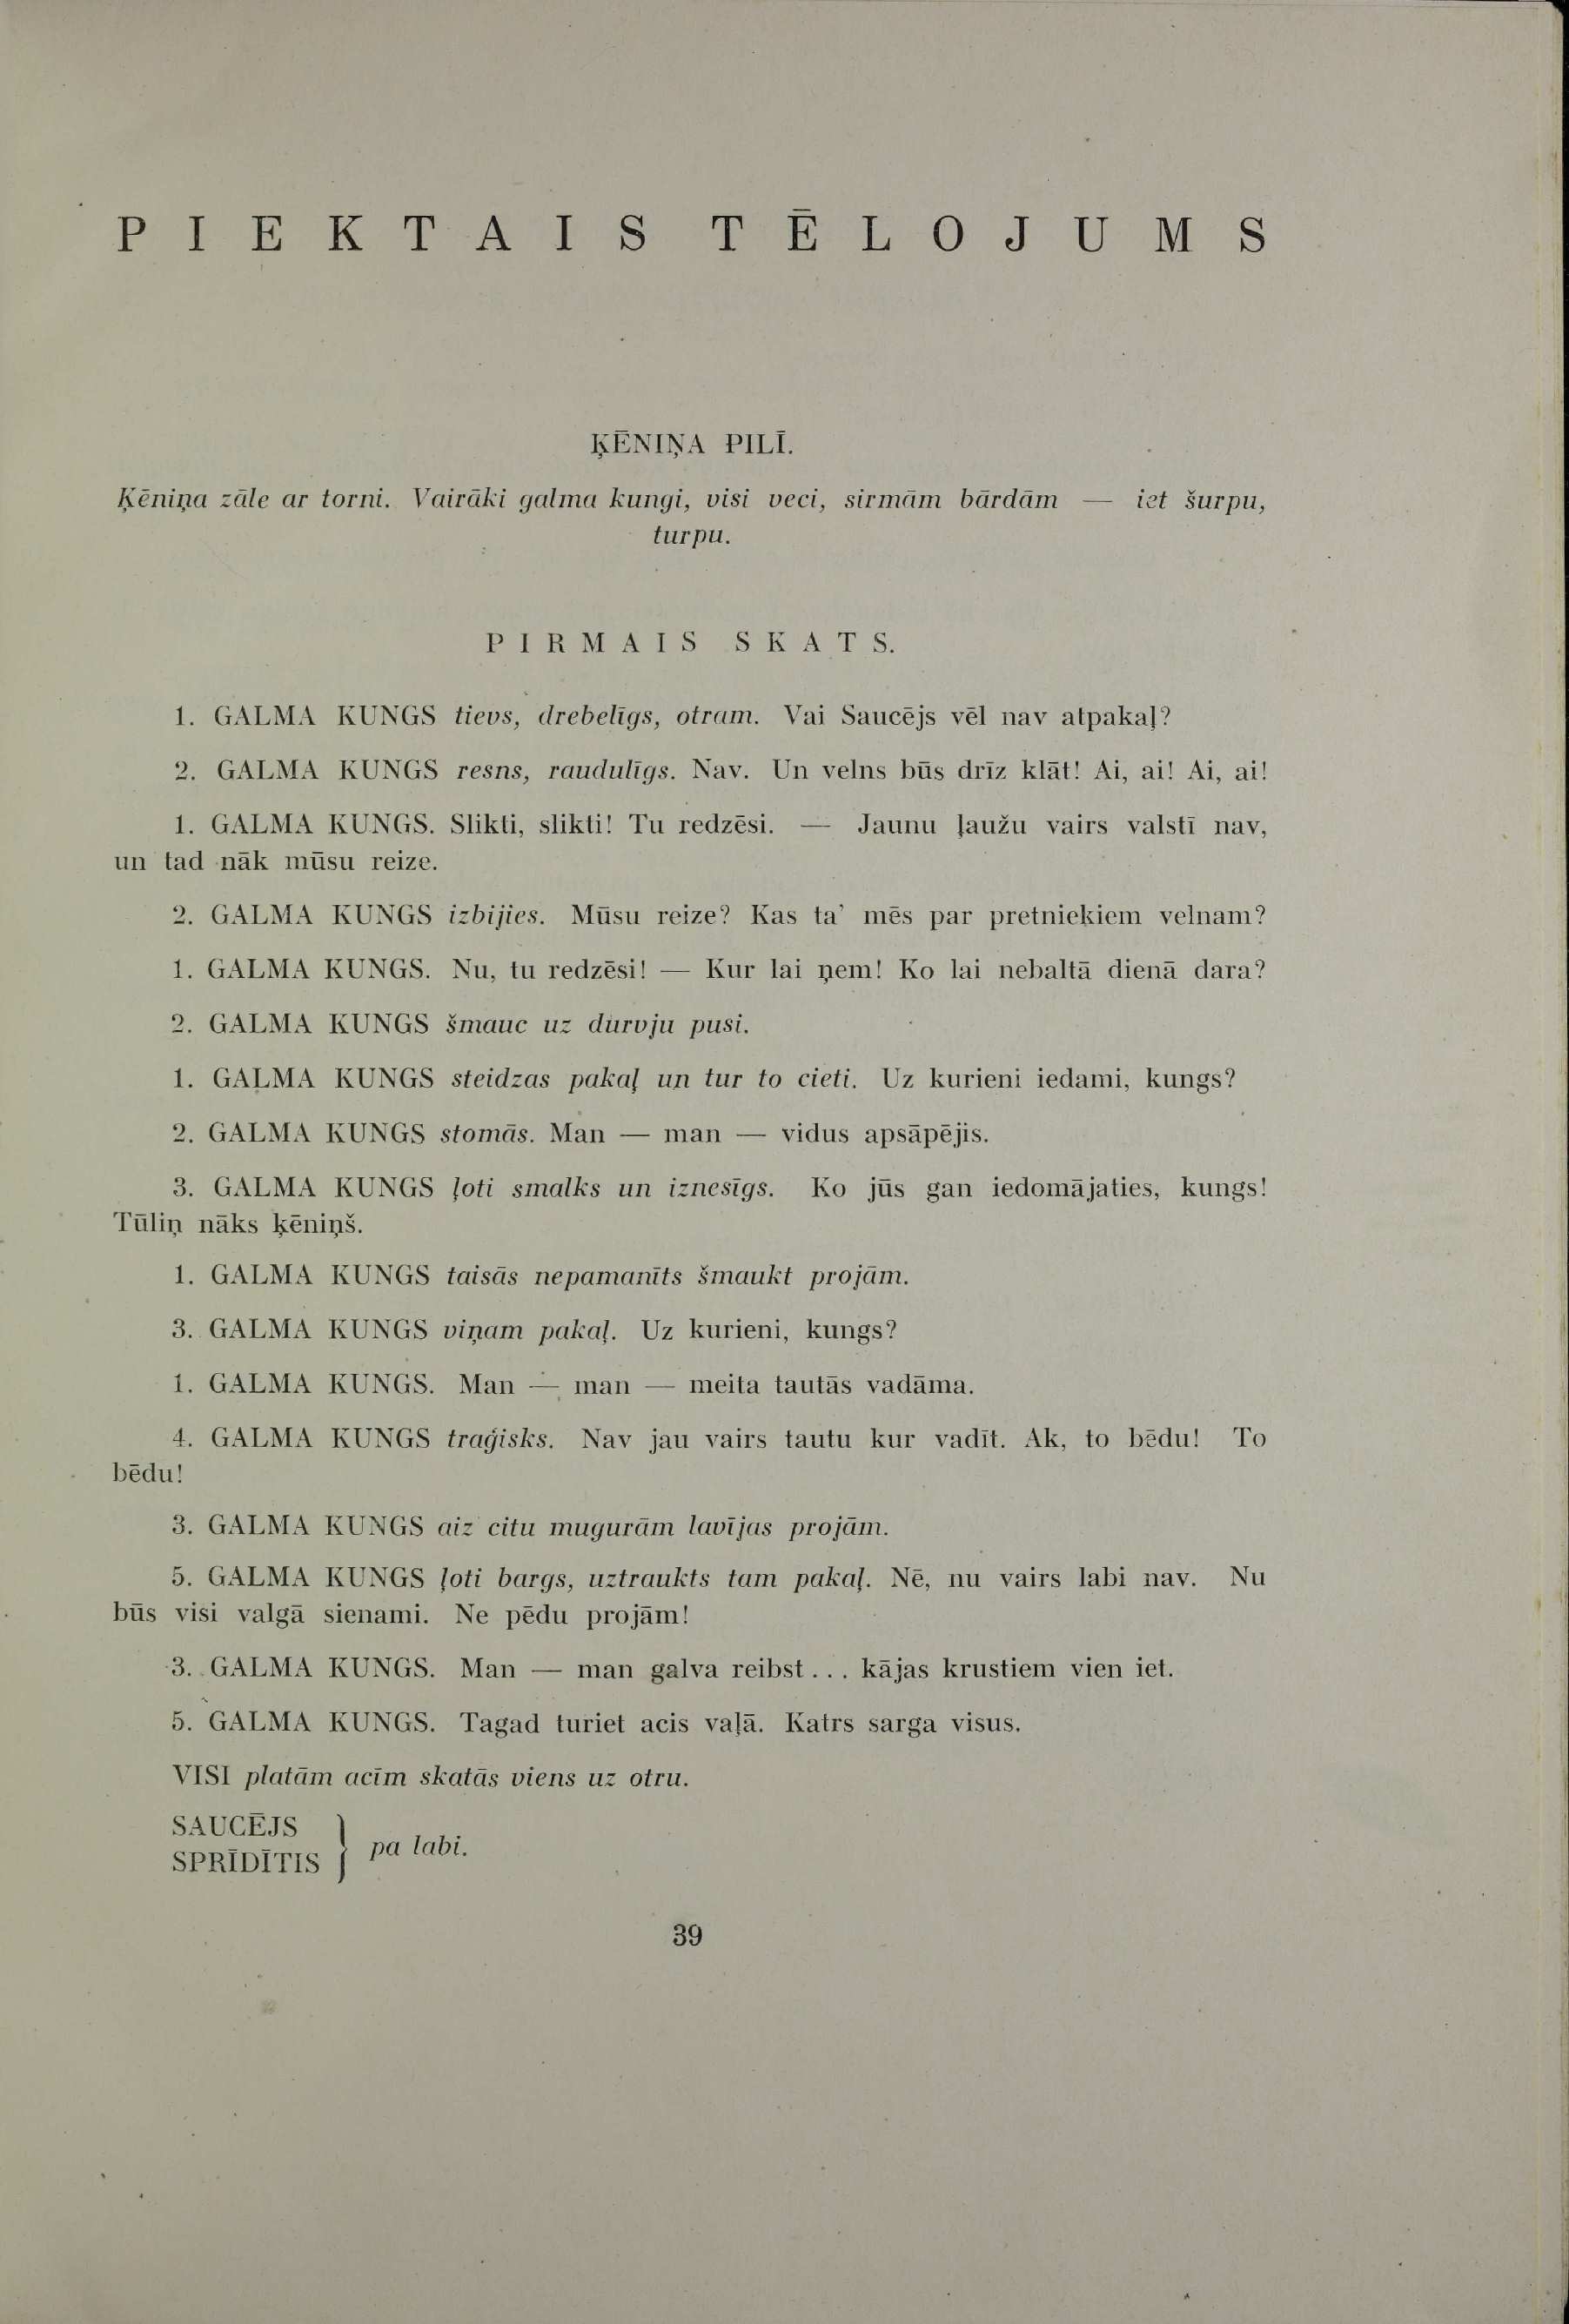 PIEKTAIS TĒLOJUMS
ĶĒNIŅA PILĪ.
Ķēniņa zāle ar torni. Vairāki galma kungi, visi veci, sirmām bārdām — iet šurpu,
turpu.
PIRMAIS SKATS.
1. GALMA KUNGS tievs, drebelīgs, otram. Vai Saucējs vēl nav atpakaļ?
2. GALMA KUNGS resns, raudulīgs. Nav. Un velns būs drīz klāt! Ai, ai! Ai, ai!
1. GALMA KUNGS. Slikti, slikti! Tu redzēsi. — Jaunu ļaužu vairs valstī nav,
un tad nāk mūsu reize.
2. GALMA KUNGS izbijies. Mūsu reize? Kas ta’ mēs par pretniekiem velnam?
1. GALMA KUNGS. Nu, tu redzēsi! — Kur lai ņem! Ko lai nebaltā dienā dara?
2. GALMA KUNGS šmauc uz durvju pusi.
1. GALMA KUNGS steidzas pakaļ un tur to cieti. Uz kurieni iedami, kungs?
2. GALMA KUNGS stomās. Man — man — vidus apsāpējis.
3. GALMA KUNGS ļoti smalks un iznesīgs. Ko jūs gan iedomājaties, kungs!
Tūliņ nāks ķēniņš.
1. GALMA KUNGS taisās nepamanīts šmaukt projām.
3. GALMA KUNGS viņam pakaļ. Uz kurieni, kungs?
1. GALMA KUNGS. Man — man — meita tautās vadāma.
4. GALMA KUNGS traģisks. Nav jau vairs tautu kur vadīt. Ak, to bēdu! To
bēdu!
3. GALMA KUNGS aiz citu mugurām lavījas projām.
5. GALMA KUNGS ļoti bargs, uztraukts tam pakaļ. Nē, nu vairs labi nav. Nu
būs visi valgā sienami. Ne pēdu projām!
3. GALMA KUNGS. Man — man galva reibst... kājas krustiem vien iet.
5. GALMA KUNGS. Tagad turiet acis vaļā. Katrs sarga visus.
VISI platām acīm skatās viens uz otru.
SAUCĒJS
SPRĪDĪTIS } pa labi.
39